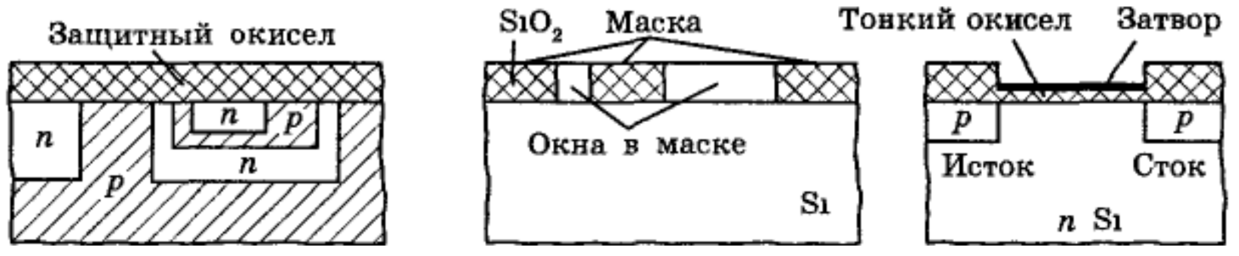 Защитный окисел
n
n
p
n
p
SiO₂
Маска
Окна в маске
Si
Тонкий окисел
Затвор
p
p
Исток
Сток
n Si